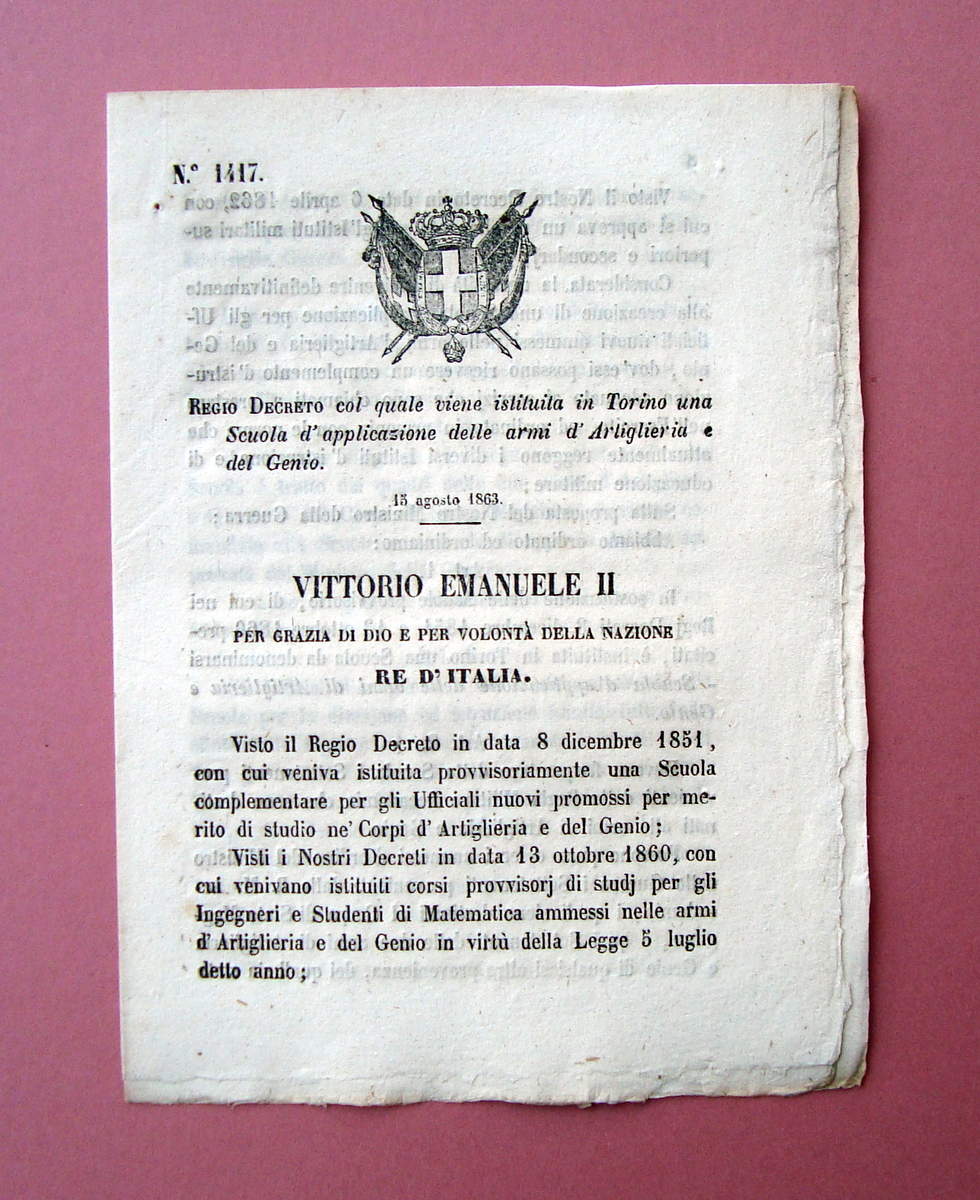 N.º 1417.
REGIO DECRETO col quale viene istituita in Torino una
Scuola d'applicazione delle armi d'Artiglieria e
del Genio.
15 agosto 1863.
VITTORIO EMANUELE II
PER GRAZIA DI DIO E PER VOLONTÀ DELLA NAZIONE
RE D'ITALIA.
Visto il Regio Decreto in data 8 dicembre 1851,
con cui veniva istituita provvisoriamente una Scuola
complementare per gli Ufficiali nuovi promossi per me-
rito di studio ne' Corpi d'Artiglieria e del Genio;
Visti i Nostri Decreti in data 13 ottobre 1860, con
cui venivano istituiti corsi provvisorj di studj per gli
Ingegneri e Studenti di Matematica ammessi nelle armi
d'Artiglieria e del Genio in virtù della Legge 5 luglio
detto anno;